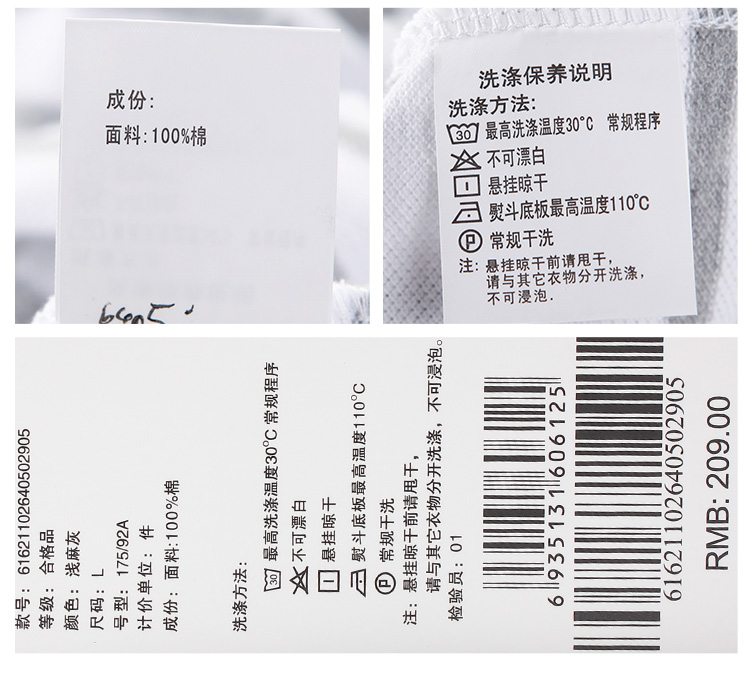 成份:
面料:100%棉
洗涤保养说明
洗涤方法:
30 最高洗涤温度30°C 常规程序
不可漂白
悬挂晾干
熨斗底板最高温度110°C
P 常规干洗
注: 悬挂晾干前请甩干,
请与其它衣物分开洗涤,
不可浸泡.
款号: 61621102640502905
等级: 合格品
颜色: 浅麻灰
尺码: L
号型: 175/92A
计价单位: 件
成份: 面料:100%棉
洗涤方法:
30 最高洗涤温度30°C 常规程序
不可漂白
悬挂晾干
熨斗底板最高温度110°C
P 常规干洗
注: 悬挂晾干前请甩干,
请与其它衣物分开洗涤, 不可浸泡。
检验员: 01
6935131606125
61621102640502905
RMB: 209.00